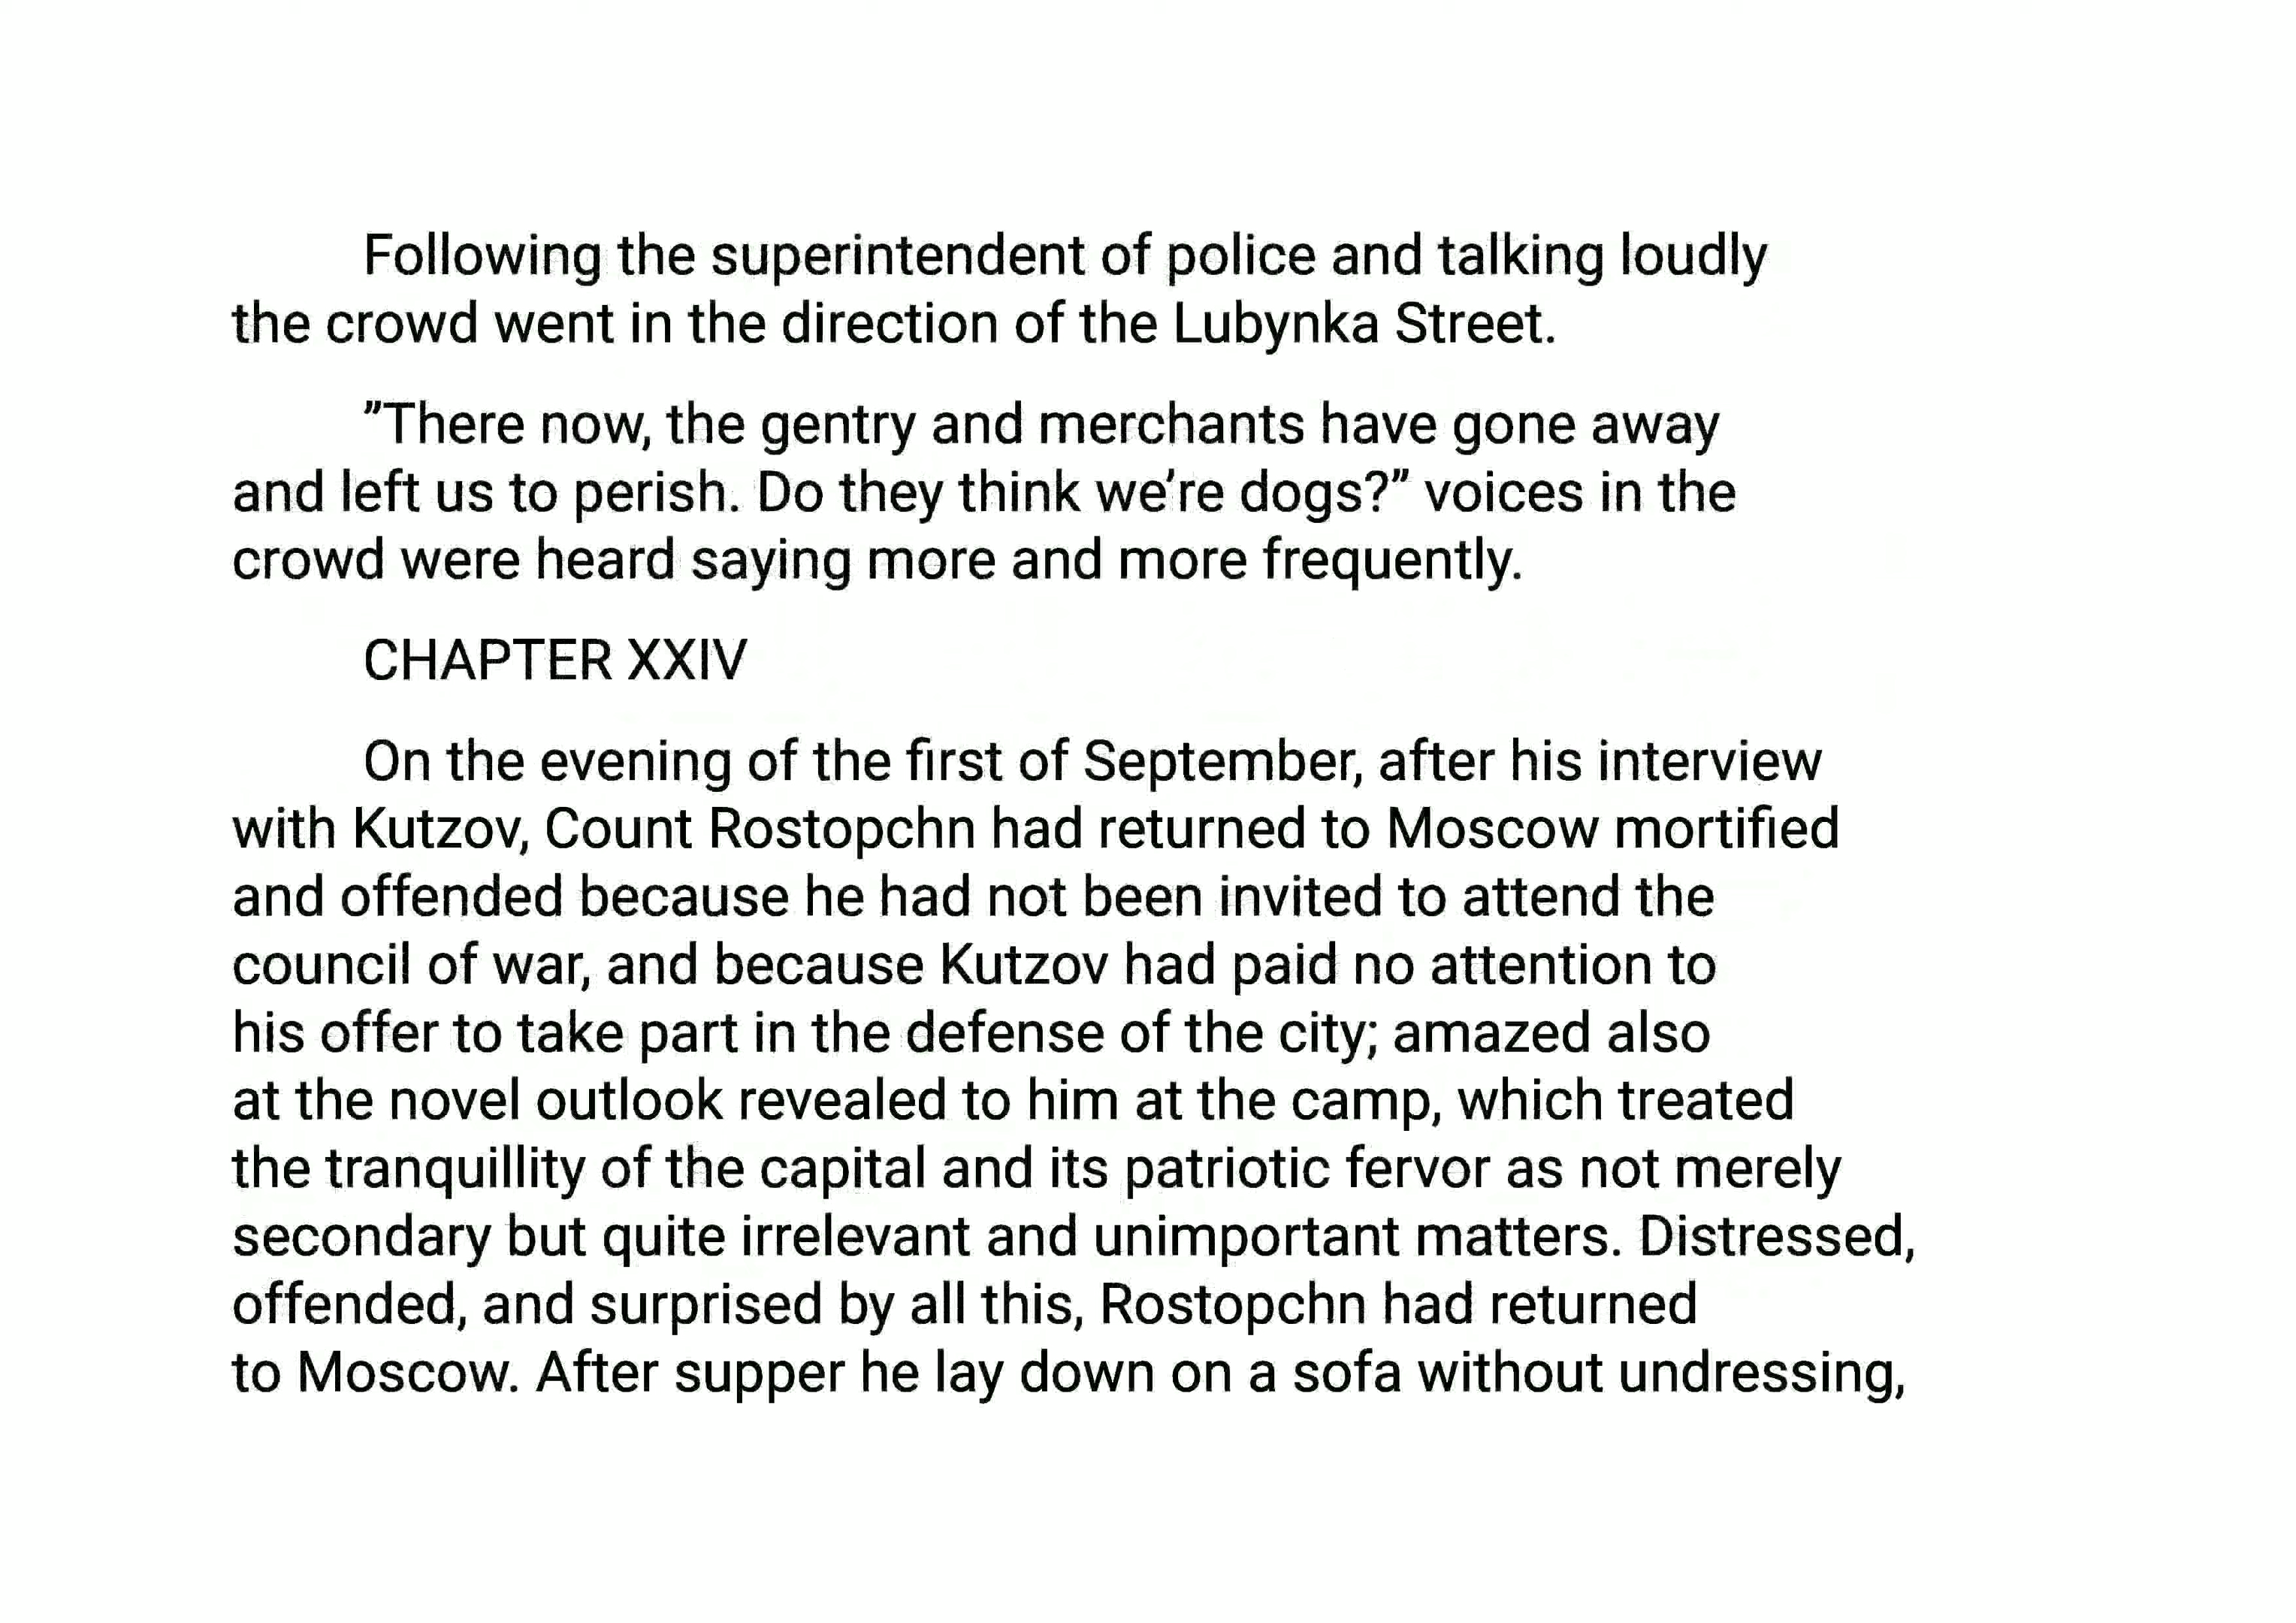 Following the superintendent of police and talking loudly
the crowd went in the direction of the Lubynka Street.
”There now, the gentry and merchants have gone away
and left us to perish. Do they think we’re dogs?” voices in the
crowd were heard saying more and more frequently.
CHAPTER XXIV
On the evening of the first of September, after his interview
with Kutzov, Count Rostopchn had returned to Moscow mortified
and offended because he had not been invited to attend the
council of war, and because Kutzov had paid no attention to
his offer to take part in the defense of the city; amazed also
at the novel outlook revealed to him at the camp, which treated
the tranquillity of the capital and its patriotic fervor as not merely
secondary but quite irrelevant and unimportant matters. Distressed,
offended, and surprised by all this, Rostopchn had returned
to Moscow. After supper he lay down on a sofa without undressing,